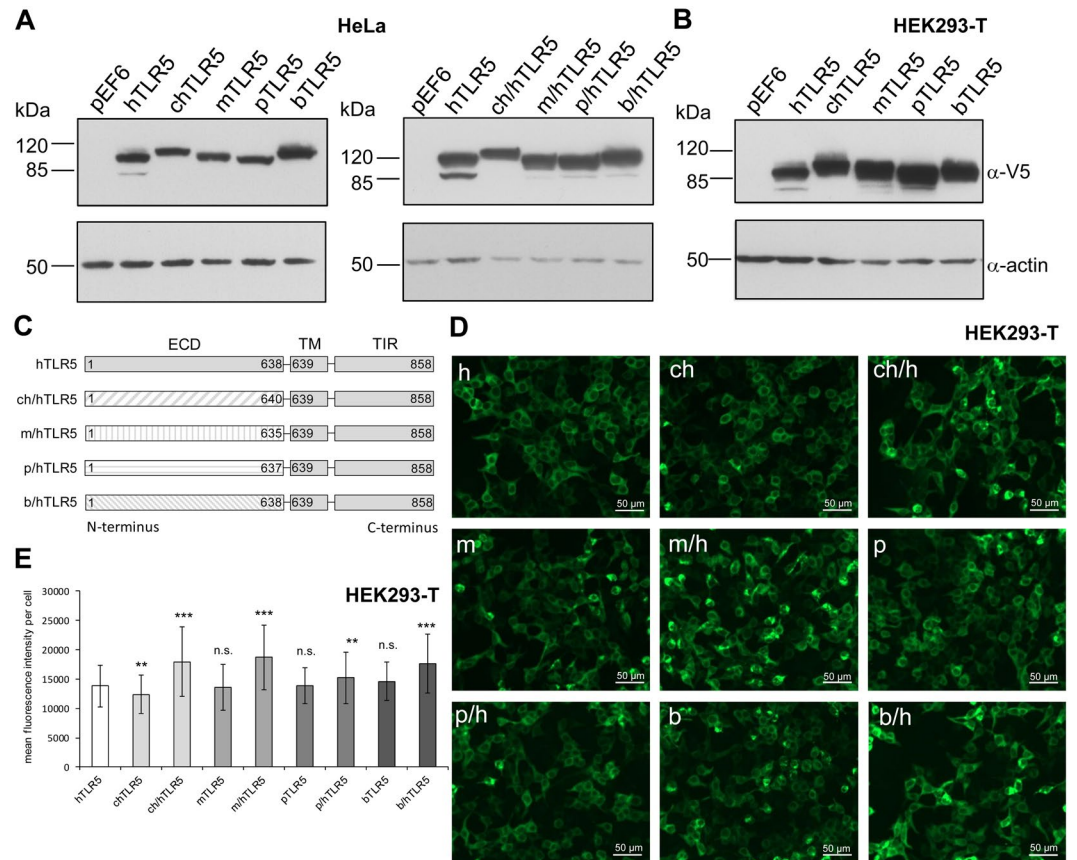 A
HeLa
kDa
pEF6
hTLR5
chTLR5
mTLR5
pTLR5
bTLR5
120
85
50
kDa
pEF6
hTLR5
ch/hTLR5
m/hTLR5
p/hTLR5
b/hTLR5
120
85
50
B
HEK293-T
kDa
pEF6
hTLR5
chTLR5
mTLR5
pTLR5
bTLR5
120
85
α-V5
50
α-actin
C
ECD TM TIR
hTLR5 1 638 639 858
ch/hTLR5 1 640 639 858
m/hTLR5 1 635 639 858
p/hTLR5 1 637 639 858
b/hTLR5 1 638 639 858
N-terminus C-terminus
D
HEK293-T
h
50 µm
ch
50 µm
ch/h
50 µm
m
50 µm
m/h
50 µm
p
50 µm
p/h
50 µm
b
50 µm
b/h
50 µm
E
HEK293-T
mean fluorescence intensity per cell
30000
25000
20000
15000
10000
5000
0
** *** n.s. *** n.s. ** n.s. ***
hTLR5
chTLR5
ch/hTLR5
mTLR5
m/hTLR5
pTLR5
p/hTLR5
bTLR5
b/hTLR5